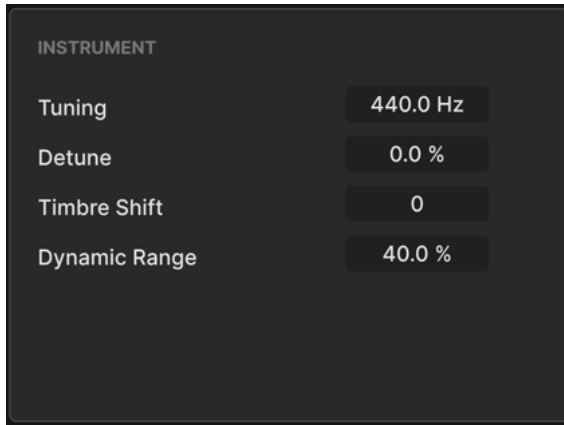 INSTRUMENT
Tuning 440.0 Hz
Detune 0.0 %
Timbre Shift 0
Dynamic Range 40.0 %